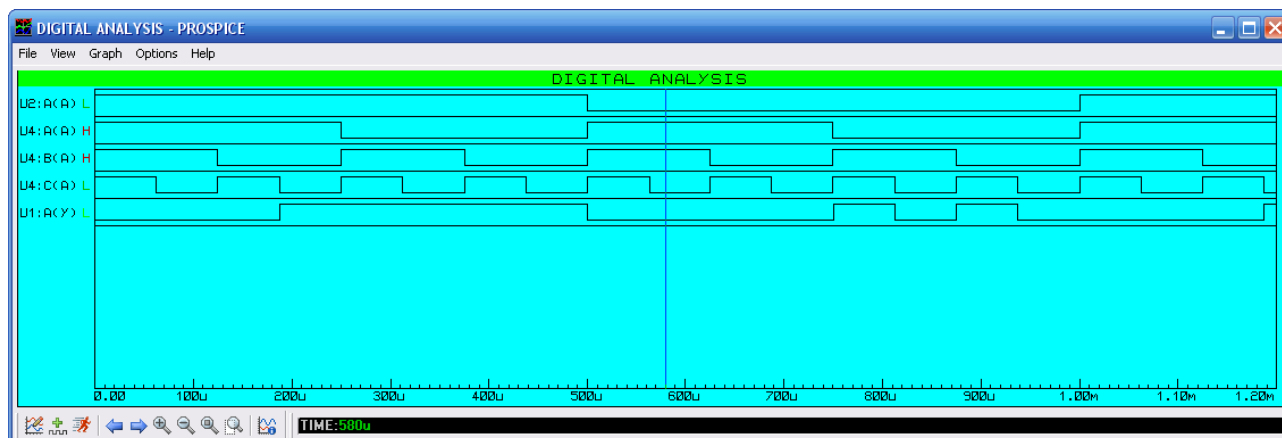 DIGITAL ANALYSIS - PROSPICE
File View Graph Options Help
DIGITAL ANALYSIS
U2:A(A) L
U4:A(A) H
U4:B(A) H
U4:C(A) L
U1:A(Y) L
0.00 100u 200u 300u 400u 500u 600u 700u 800u 900u 1.00m 1.10m 1.20m
TIME:580u